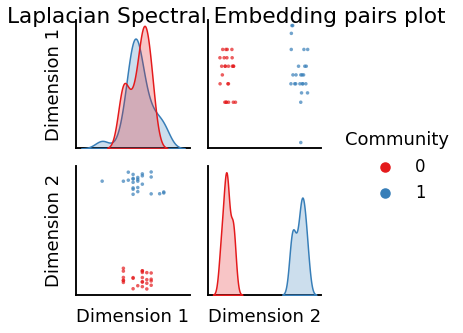 Laplacian Spectral Embedding pairs plot
Dimension 1
Community
0
1
Dimension 2
Dimension 1
Dimension 2